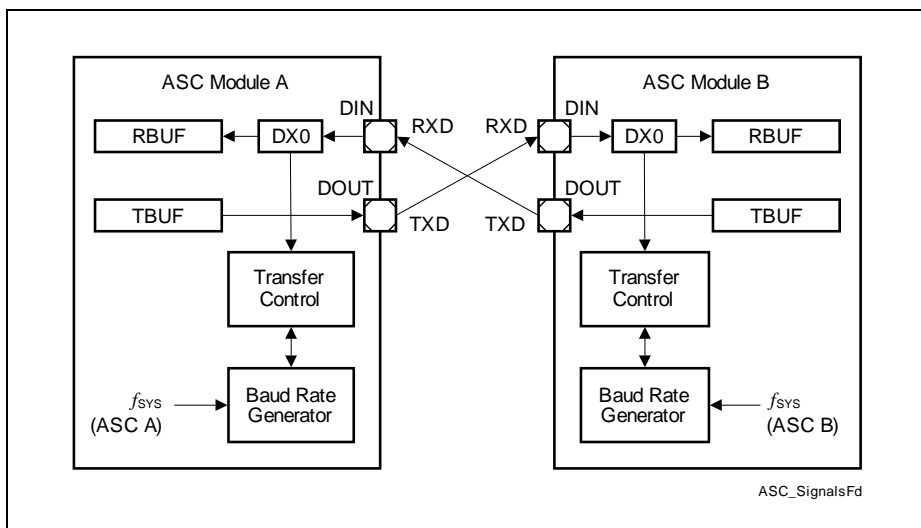 ASC Module A
ASC Module B
DIN
RXD
RXD
DIN
RBUF
DX0
DX0
RBUF
DOUT
DOUT
TBUF
TXD
TXD
TBUF
Transfer
Control
Transfer
Control
fSYS
(ASC A)
Baud Rate
Generator
Baud Rate
Generator
fSYS
(ASC B)
ASC_SignalsFd